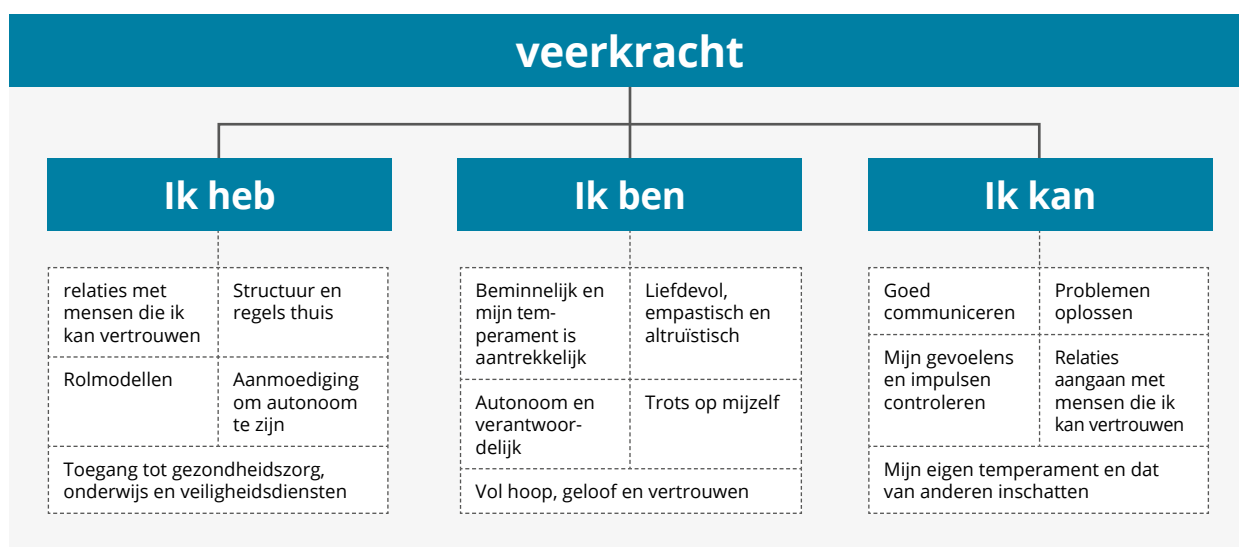 veerkracht
Ik heb
relaties met
mensen die ik
kan vertrouwen
Structuur en
regels thuis
Rolmodellen
Aanmoediging
om autonoom
te zijn
Toegang tot gezondheidszorg,
onderwijs en veiligheidsdiensten
Ik ben
Beminnelijk en
mijn tem-
perament is
aantrekkelijk
Liefdevol,
empastisch en
altruïstisch
Autonoom en
verantwoor-
delijk
Trots op mijzelf
Vol hoop, geloof en vertrouwen
Ik kan
Goed
communiceren
Problemen
oplossen
Mijn gevoelens
en impulsen
controleren
Relaties
aangaan met
mensen die ik
kan vertrouwen
Mijn eigen temperament en dat
van anderen inschatten